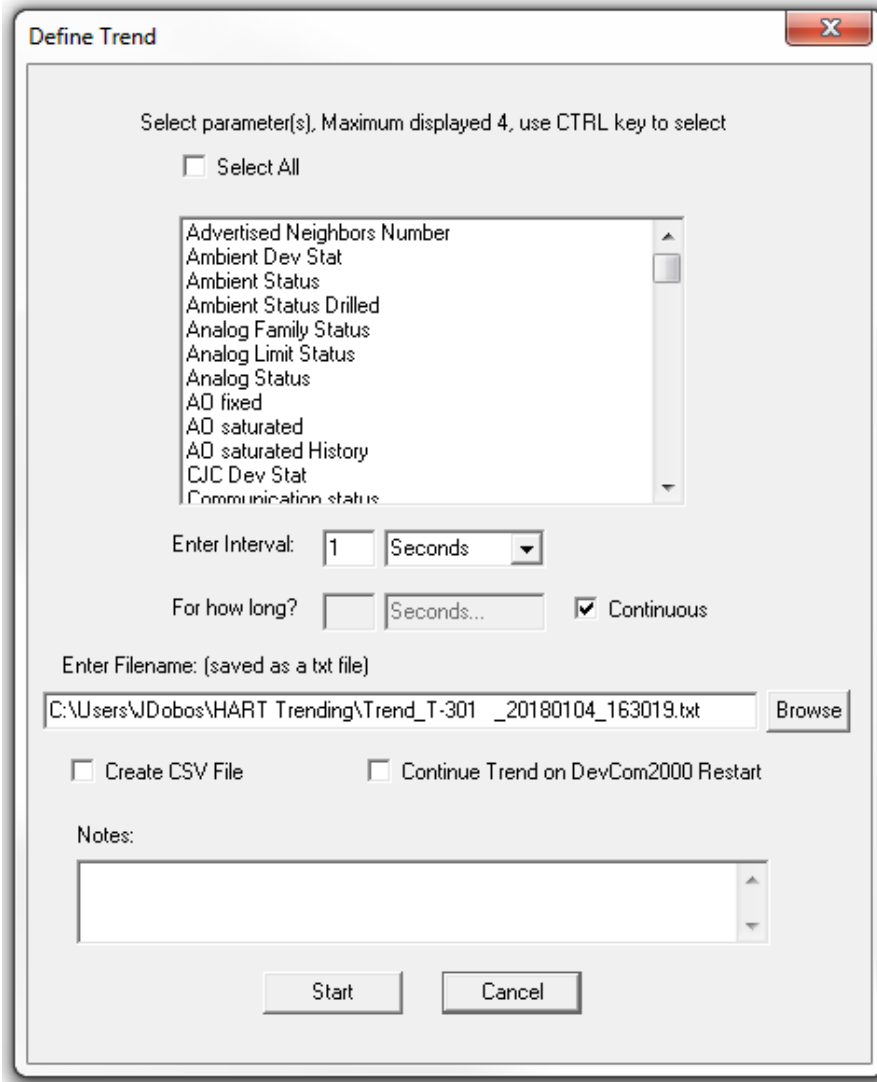 Define Trend
Select parameter(s), Maximum displayed 4, use CTRL key to select
Select All
Advertised Neighbors Number
Ambient Dev Stat
Ambient Status
Ambient Status Drilled
Analog Family Status
Analog Limit Status
Analog Status
AO fixed
AO saturated
AO saturated History
CJC Dev Stat
Communication status
Enter Interval: 1 Seconds
For how long? Seconds... Continuous
Enter Filename: (saved as a txt file)
C:\Users\JDobos\HART Trending\Trend_T-301   _20180104_163019.txt Browse
Create CSV File Continue Trend on DevCom2000 Restart
Notes:
Start Cancel